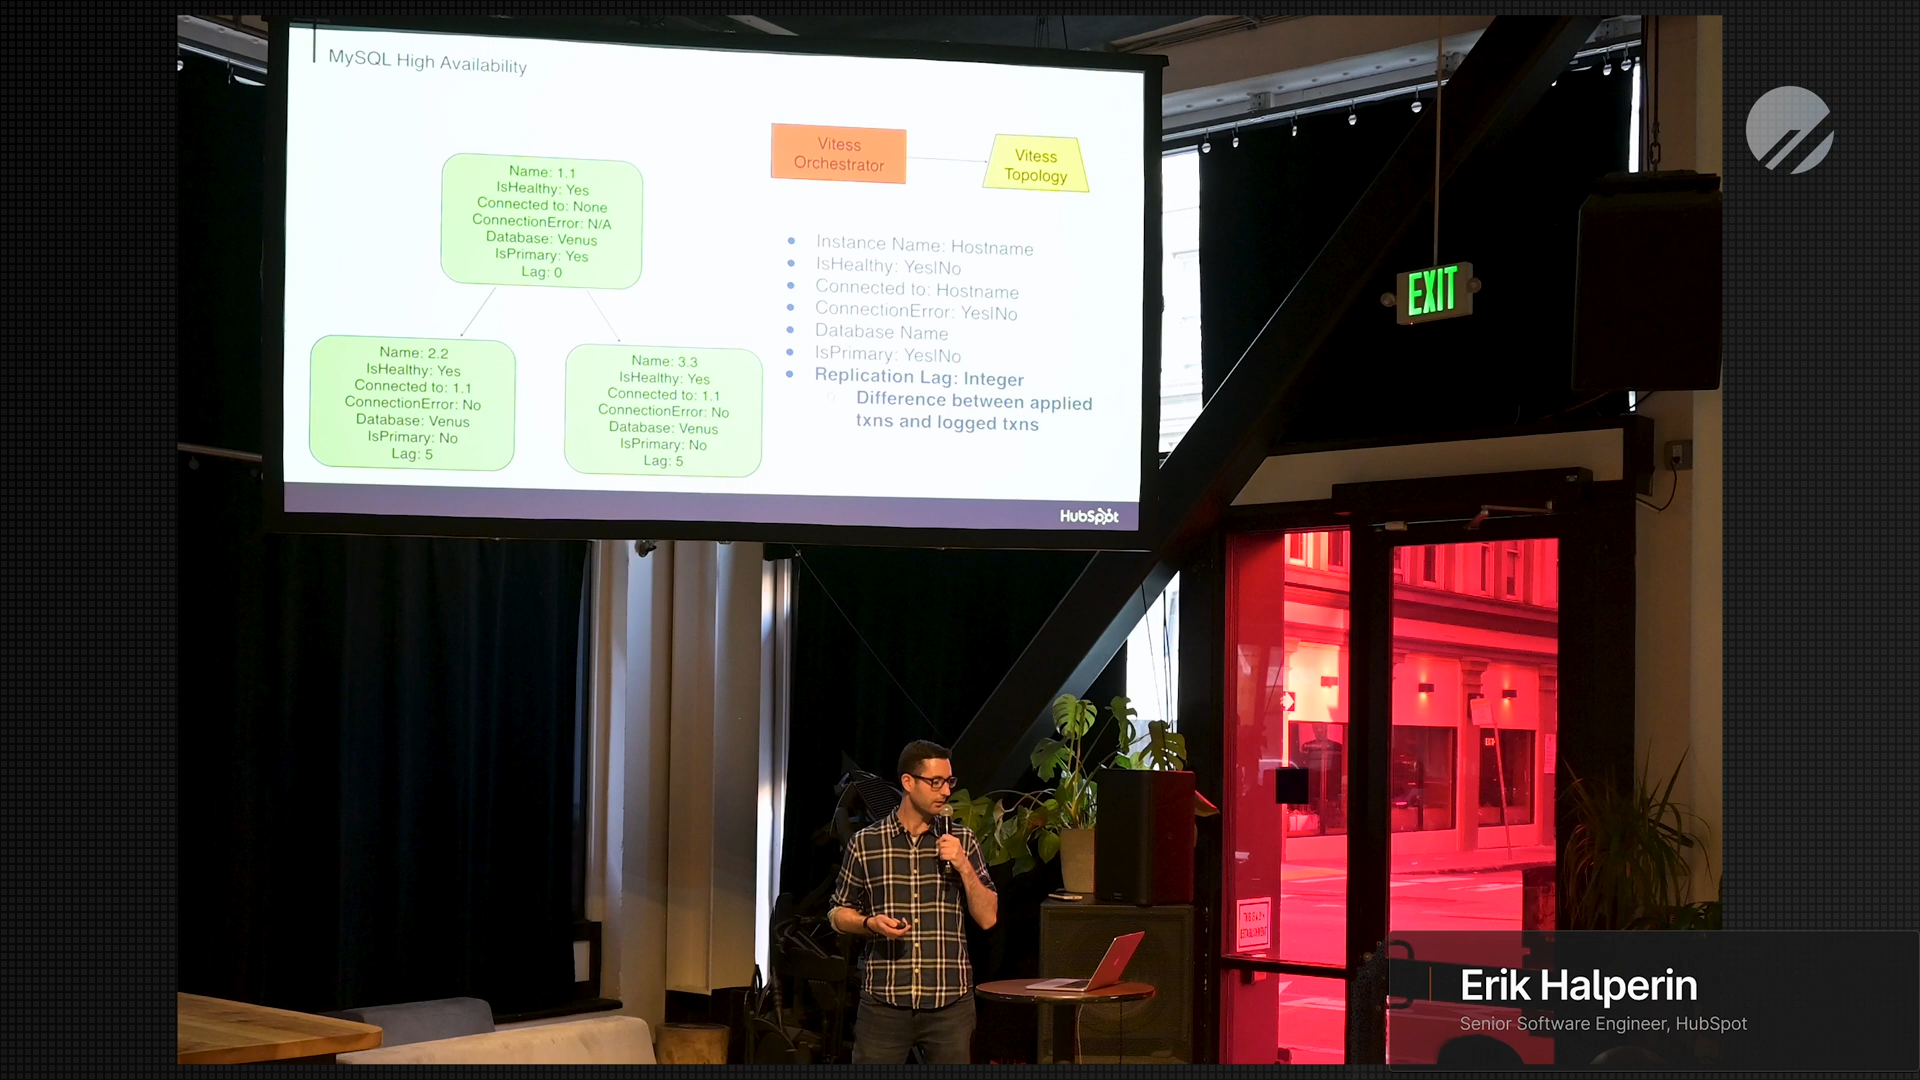 MySQL High Availability
Name: 1.1
IsHealthy: Yes
Connected to: None
ConnectionError: N/A
Database: Venus
IsPrimary: Yes
Lag: 0
Name: 2.2
IsHealthy: Yes
Connected to: 1.1
ConnectionError: No
Database: Venus
IsPrimary: No
Lag: 5
Name: 3.3
IsHealthy: Yes
Connected to: 1.1
ConnectionError: No
Database: Venus
IsPrimary: No
Lag: 5
Vitess
Orchestrator
Vitess
Topology
Instance Name: Hostname
IsHealthy: Yes|No
Connected to: Hostname
ConnectionError: Yes|No
Database Name
IsPrimary: Yes|No
Replication Lag: Integer
Difference between applied
txns and logged txns
HubSpot
EXIT
ESTABLISHMENT
Erik Halperin
Senior Software Engineer, HubSpot